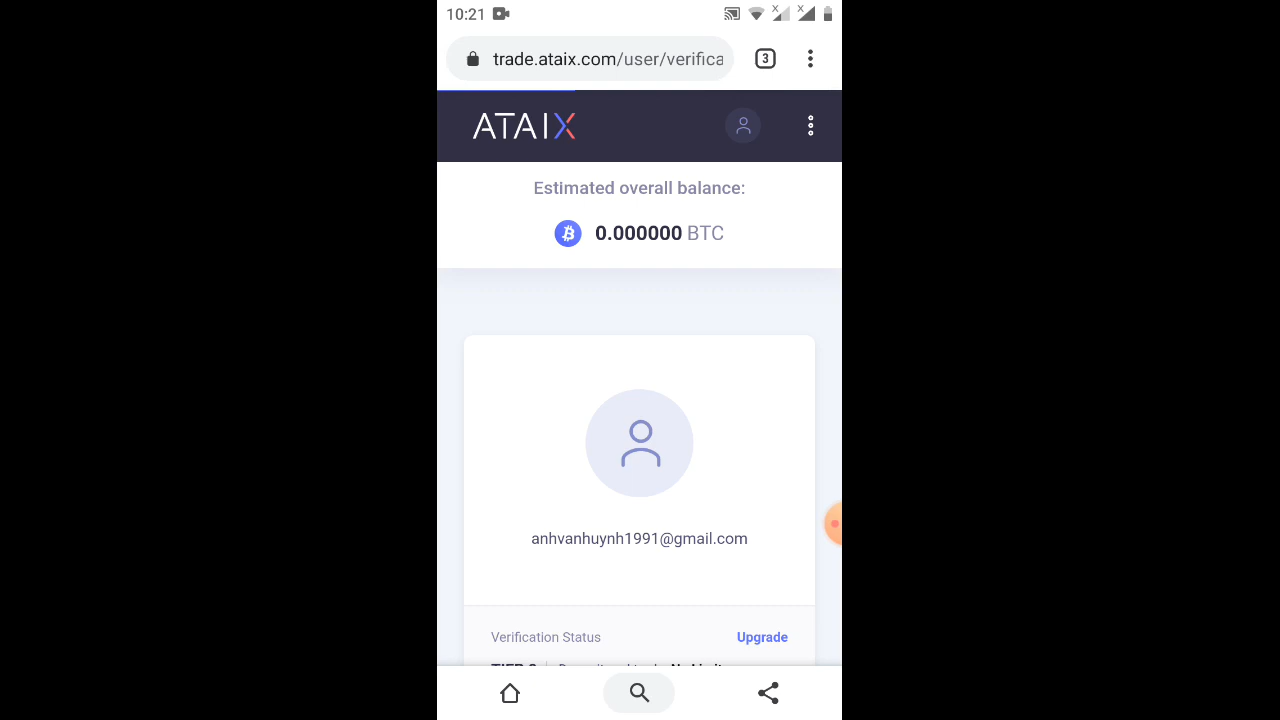 10:21
trade.ataix.com/user/verifica
3
ATAIX
Estimated overall balance:
0.000000 BTC
anhvanhuynh1991@gmail.com
Verification Status Upgrade